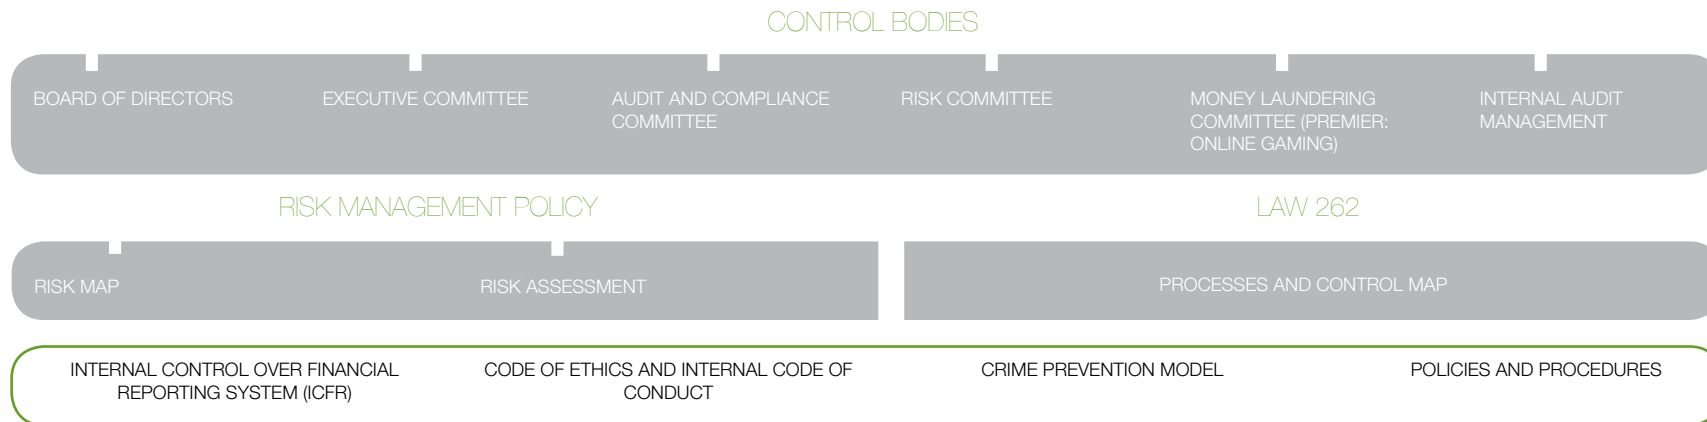 CONTROL BODIES
BOARD OF DIRECTORS
EXECUTIVE COMMITTEE
AUDIT AND COMPLIANCE
COMMITTEE
RISK COMMITTEE
MONEY LAUNDERING
COMMITTEE (PREMIER:
ONLINE GAMING)
INTERNAL AUDIT
MANAGEMENT
RISK MANAGEMENT POLICY
LAW 262
RISK MAP
RISK ASSESSMENT
PROCESSES AND CONTROL MAP
INTERNAL CONTROL OVER FINANCIAL
REPORTING SYSTEM (ICFR)
CODE OF ETHICS AND INTERNAL CODE OF
CONDUCT
CRIME PREVENTION MODEL
POLICIES AND PROCEDURES